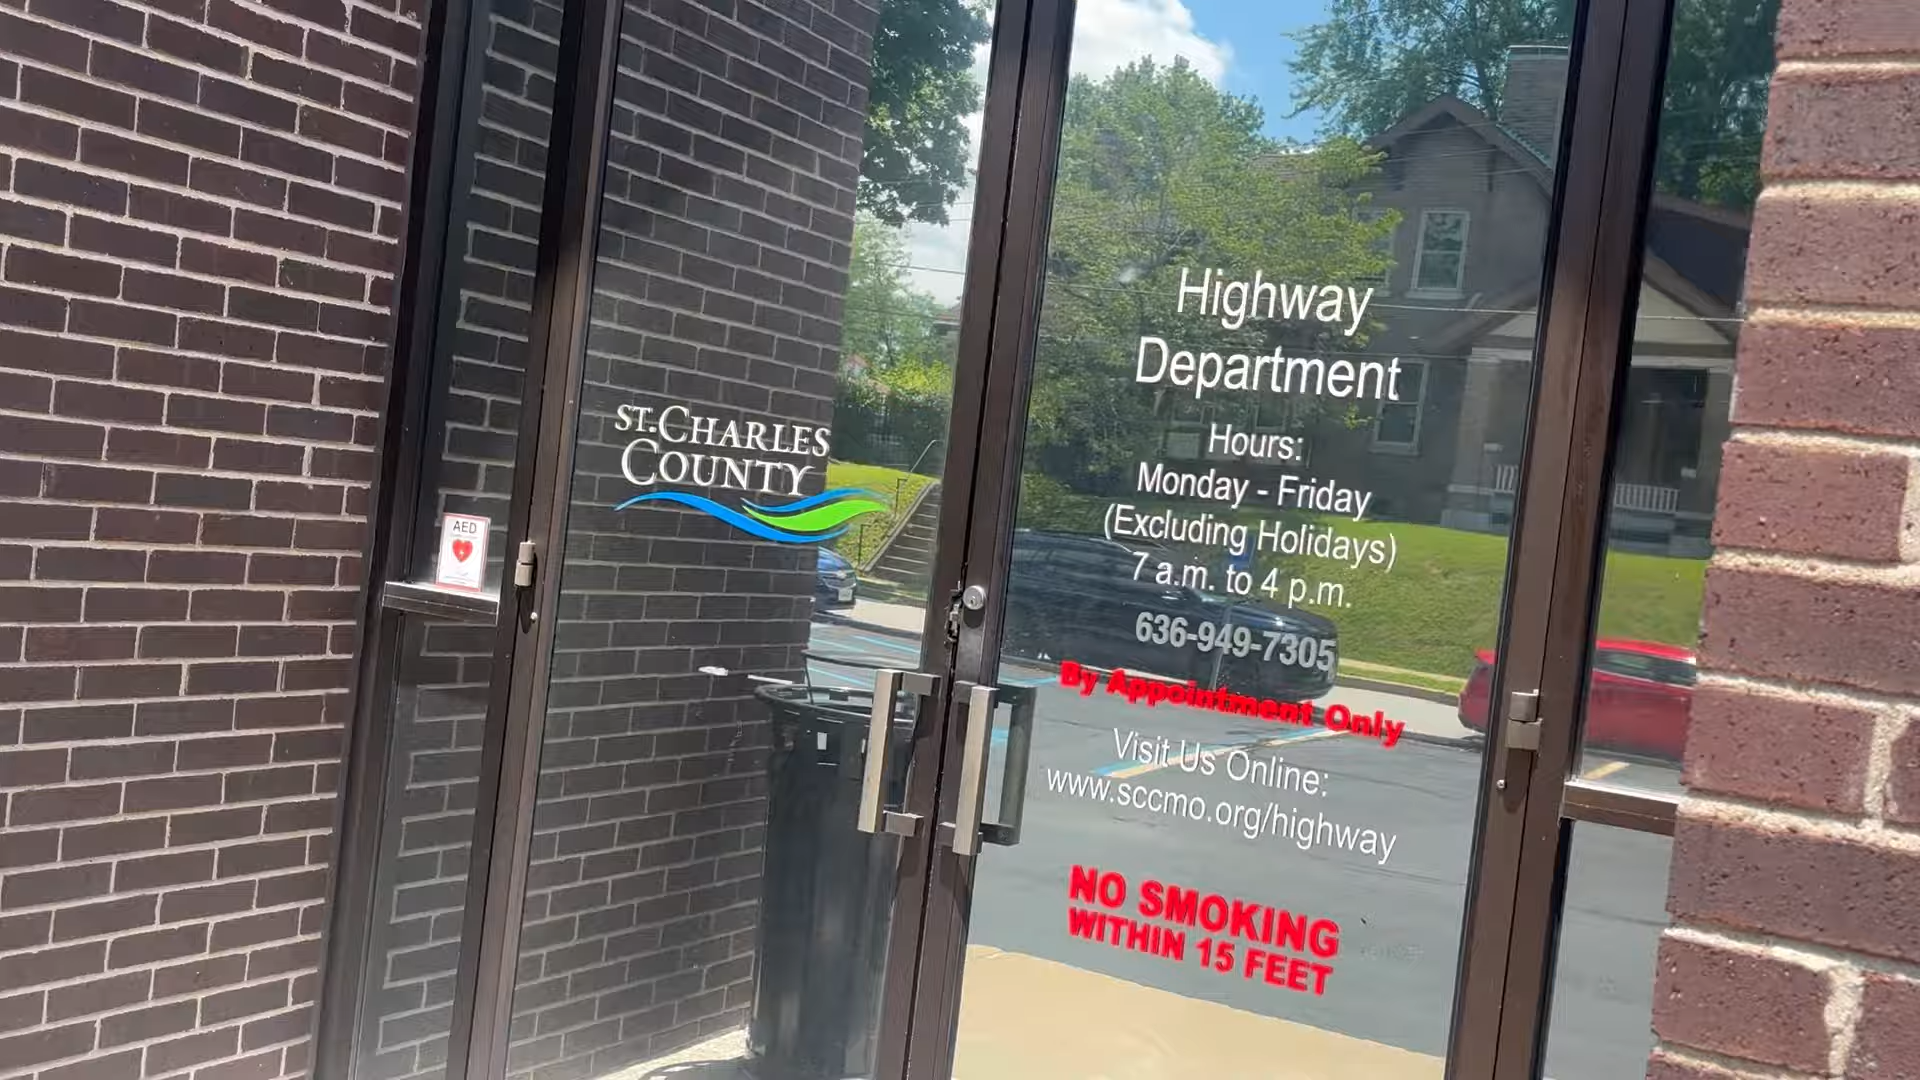 AED
ST. CHARLES
COUNTY
Highway
Department
Hours:
Monday - Friday
(Excluding Holidays)
7 a.m. to 4 p.m.
636-949-7305
By Appointment Only
Visit Us Online:
www.sccmo.org/highway
NO SMOKING
WITHIN 15 FEET